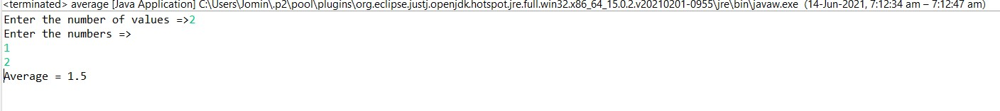 <terminated> average [Java Application] C:\Users\Jomin\.p2\pool\plugins\org.eclipse.justj.openjdk.hotspot.jre.full.win32.x86_64_15.0.2.v20210201-0955\jre\bin\javaw.exe (14-Jun-2021, 7:12:34 am – 7:12:47 am)
Enter the number of values =>2
Enter the numbers =>
1
2
Average = 1.5